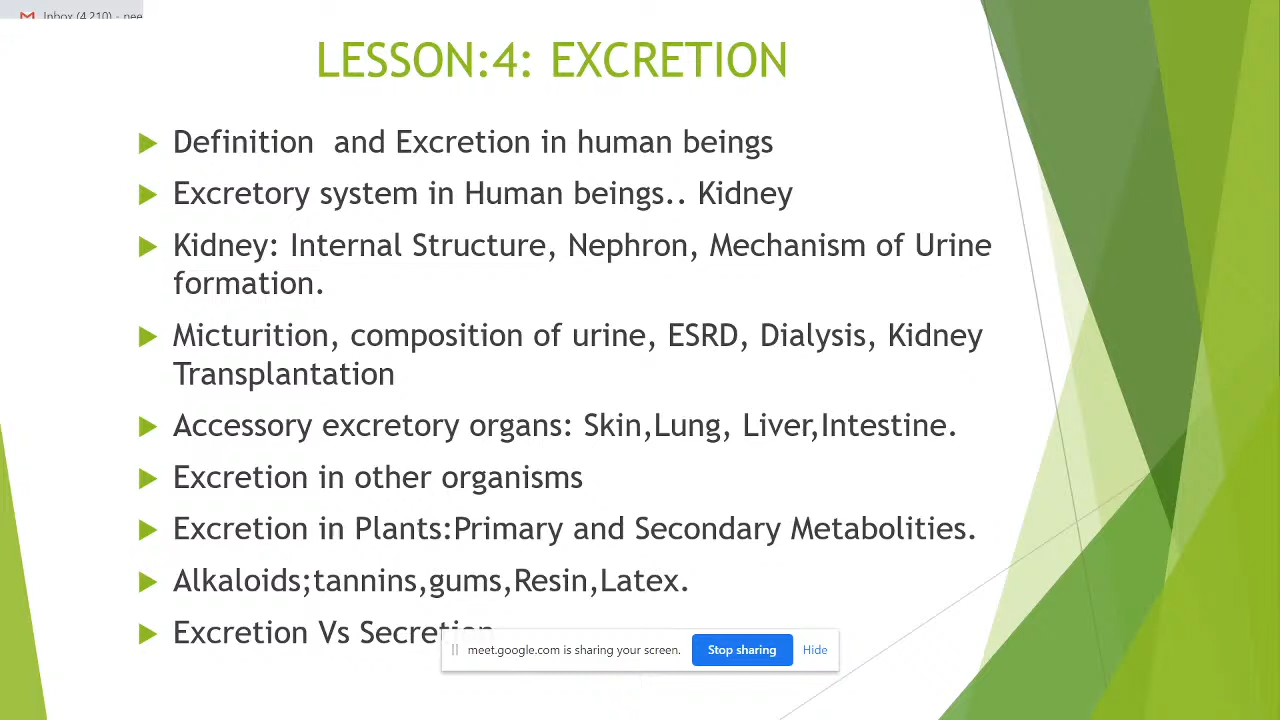 Inbox (4,210) - nee
LESSON:4: EXCRETION
Definition and Excretion in human beings
Excretory system in Human beings.. Kidney
Kidney: Internal Structure, Nephron, Mechanism of Urine
formation.
Micturition, composition of urine, ESRD, Dialysis, Kidney
Transplantation
Accessory excretory organs: Skin,Lung, Liver,Intestine.
Excretion in other organisms
Excretion in Plants:Primary and Secondary Metabolities.
Alkaloids;tannins,gums,Resin,Latex.
Excretion Vs Secretion
meet.google.com is sharing your screen. Stop sharing Hide